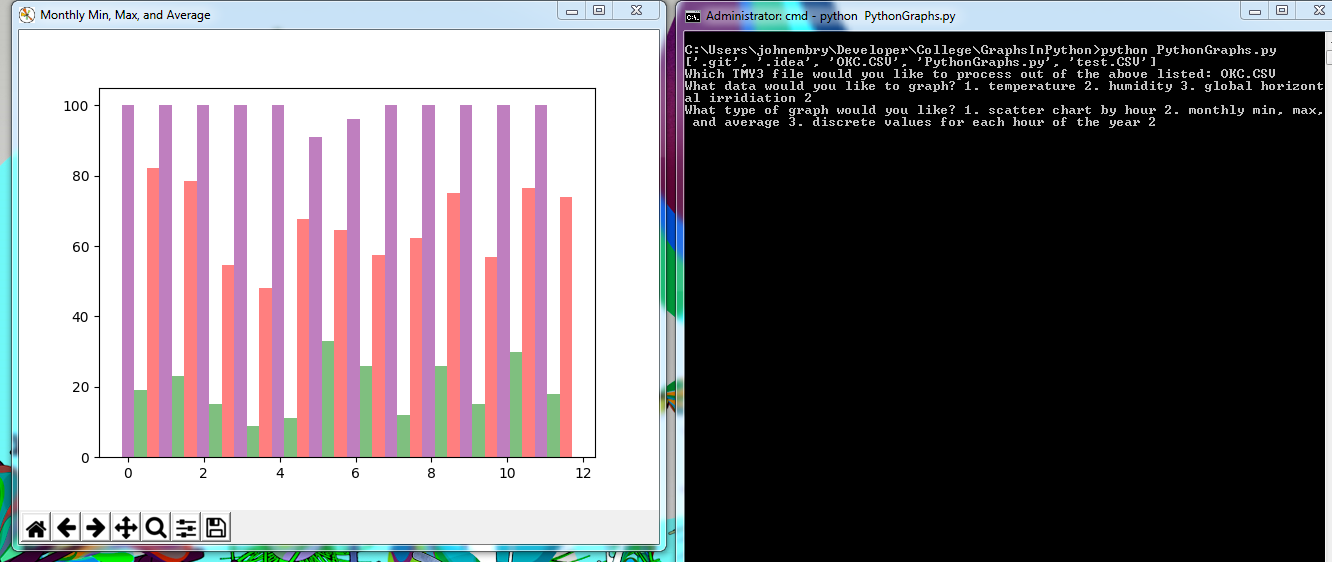 Monthly Min, Max, and Average
100
80
60
40
20
0
0 2 4 6 8 10 12
Administrator: cmd - python PythonGraphs.py
C:\Users\johnembry\Developer\College\GraphsInPython>python PythonGraphs.py
['.git', '.idea', 'OKC.CSV', 'PythonGraphs.py', 'test.CSV']
Which TMY3 file would you like to process out of the above listed: OKC.CSV
What data would you like to graph? 1. temperature 2. humidity 3. global horizont
al irridiation 2
What type of graph would you like? 1. scatter chart by hour 2. monthly min, max,
and average 3. discrete values for each hour of the year 2